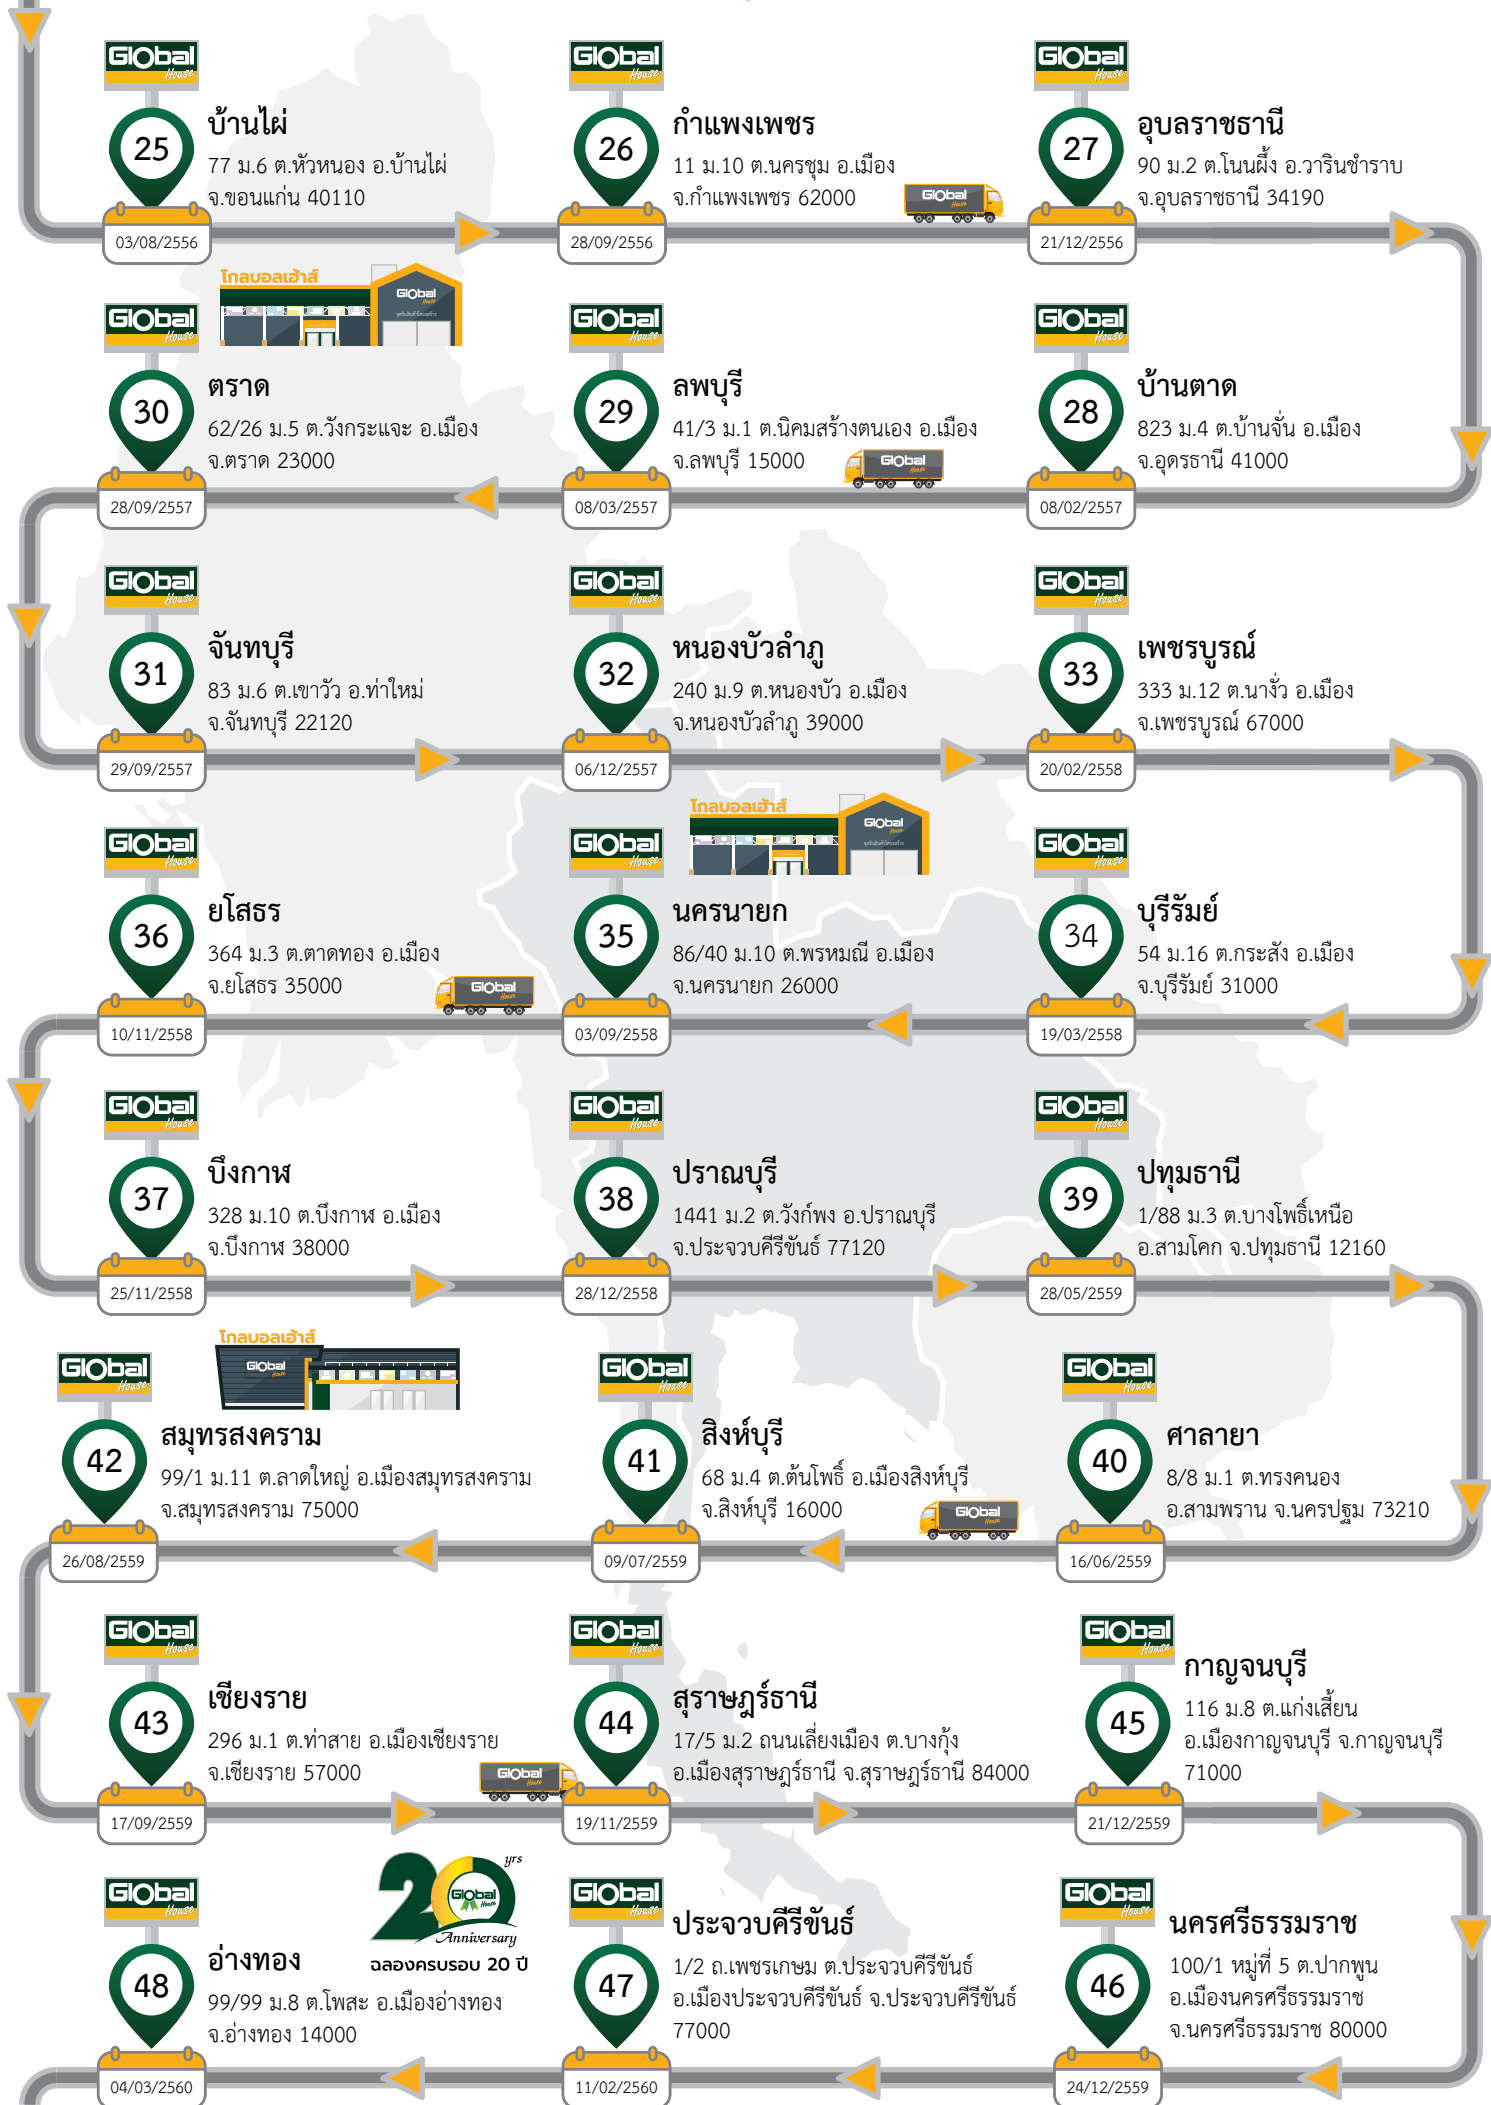 Global
House
25
บ้านไผ่
77 ม.6 ต.หัวหนอง อ.บ้านไผ่
จ.ขอนแก่น 40110
03/08/2556
Global
House
26
กำแพงเพชร
11 ม.10 ต.นครชุม อ.เมือง
จ.กำแพงเพชร 62000
28/09/2556
Global
House
Global
House
27
อุบลราชธานี
90 ม.2 ต.โนนผึ้ง อ.วารินชำราบ
จ.อุบลราชธานี 34190
21/12/2556
โกลบอลเฮ้าส์
Global
House
Global
House
30
ตราด
62/26 ม.5 ต.วังกระแจะ อ.เมือง
จ.ตราด 23000
28/09/2557
Global
House
29
ลพบุรี
41/3 ม.1 ต.นิคมสร้างตนเอง อ.เมือง
จ.ลพบุรี 15000
08/03/2557
Global
House
Global
House
28
บ้านตาด
823 ม.4 ต.บ้านจั่น อ.เมือง
จ.อุดรธานี 41000
08/02/2557
Global
House
31
จันทบุรี
83 ม.6 ต.เขาวัว อ.ท่าใหม่
จ.จันทบุรี 22120
29/09/2557
Global
House
32
หนองบัวลำภู
240 ม.9 ต.หนองบัว อ.เมือง
จ.หนองบัวลำภู 39000
06/12/2557
Global
House
33
เพชรบูรณ์
333 ม.12 ต.นางั่ว อ.เมือง
จ.เพชรบูรณ์ 67000
20/02/2558
โกลบอลเฮ้าส์
Global
House
Global
House
36
ยโสธร
364 ม.3 ต.ตาดทอง อ.เมือง
จ.ยโสธร 35000
10/11/2558
Global
House
Global
House
35
นครนายก
86/40 ม.10 ต.พรหมณี อ.เมือง
จ.นครนายก 26000
03/09/2558
Global
House
34
บุรีรัมย์
54 ม.16 ต.กระสัง อ.เมือง
จ.บุรีรัมย์ 31000
19/03/2558
Global
House
37
บึงกาฬ
328 ม.10 ต.บึงกาฬ อ.เมือง
จ.บึงกาฬ 38000
25/11/2558
Global
House
38
ปราณบุรี
1441 ม.2 ต.วังก์พง อ.ปราณบุรี
จ.ประจวบคีรีขันธ์ 77120
28/12/2558
Global
House
39
ปทุมธานี
1/88 ม.3 ต.บางโพธิ์เหนือ
อ.สามโคก จ.ปทุมธานี 12160
28/05/2559
โกลบอลเฮ้าส์
Global
House
Global
House
42
สมุทรสงคราม
99/1 ม.11 ต.ลาดใหญ่ อ.เมืองสมุทรสงคราม
จ.สมุทรสงคราม 75000
26/08/2559
Global
House
41
สิงห์บุรี
68 ม.4 ต.ต้นโพธิ์ อ.เมืองสิงห์บุรี
จ.สิงห์บุรี 16000
09/07/2559
Global
House
Global
House
40
ศาลายา
8/8 ม.1 ต.ทรงคนอง
อ.สามพราน จ.นครปฐม 73210
16/06/2559
Global
House
43
เชียงราย
296 ม.1 ต.ท่าสาย อ.เมืองเชียงราย
จ.เชียงราย 57000
17/09/2559
Global
House
Global
House
44
สุราษฎร์ธานี
17/5 ม.2 ถนนเลี่ยงเมือง ต.บางกุ้ง
อ.เมืองสุราษฎร์ธานี จ.สุราษฎร์ธานี 84000
19/11/2559
Global
House
45
กาญจนบุรี
116 ม.8 ต.แก่งเสี้ยน
อ.เมืองกาญจนบุรี จ.กาญจนบุรี
71000
21/12/2559
Global
House
48
อ่างทอง
99/99 ม.8 ต.โพสะ อ.เมืองอ่างทอง
จ.อ่างทอง 14000
04/03/2560
20 yrs
Global
House
Anniversary
ฉลองครบรอบ 20 ปี
Global
House
47
ประจวบคีรีขันธ์
1/2 ถ.เพชรเกษม ต.ประจวบคีรีขันธ์
อ.เมืองประจวบคีรีขันธ์ จ.ประจวบคีรีขันธ์
77000
11/02/2560
Global
House
46
นครศรีธรรมราช
100/1 หมู่ที่ 5 ต.ปากพูน
อ.เมืองนครศรีธรรมราช
จ.นครศรีธรรมราช 80000
24/12/2559